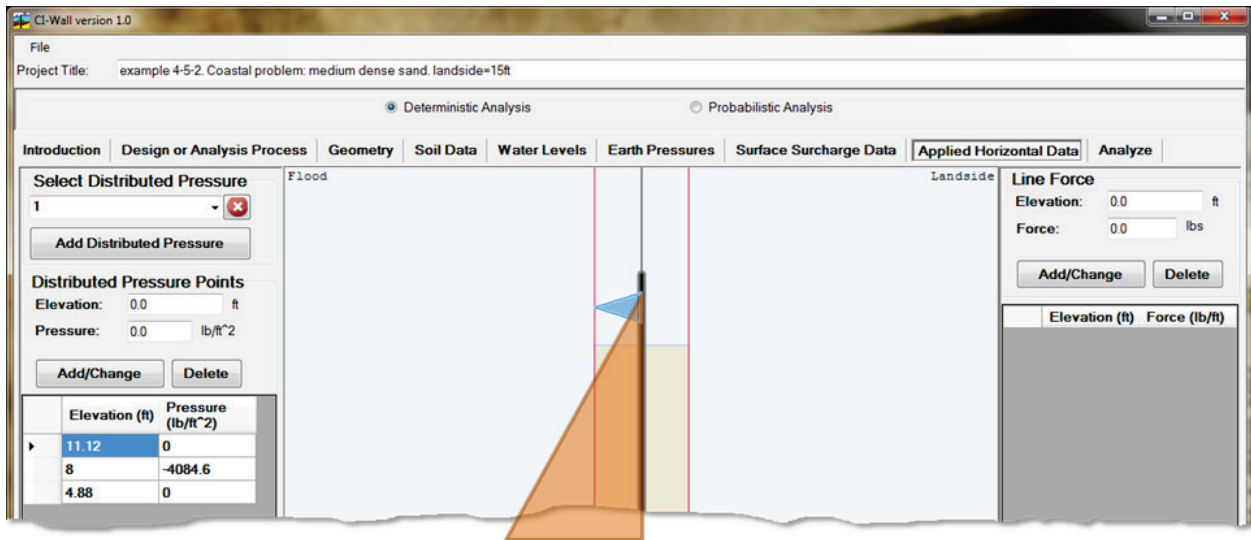 CI-Wall version 1.0
File
Project Title: example 4-5-2. Coastal problem: medium dense sand. landside=15ft
Deterministic Analysis Probabilistic Analysis
Introduction Design or Analysis Process Geometry Soil Data Water Levels Earth Pressures Surface Surcharge Data Applied Horizontal Data Analyze
Select Distributed Pressure
1
Add Distributed Pressure
Distributed Pressure Points
Elevation: 0.0 ft
Pressure: 0.0 lb/ft^2
Add/Change Delete
Elevation (ft) Pressure (lb/ft^2)
11.12 0
8 -4084.6
4.88 0
Flood Landside
Line Force
Elevation: 0.0 ft
Force: 0.0 lbs
Add/Change Delete
Elevation (ft) Force (lb/ft)